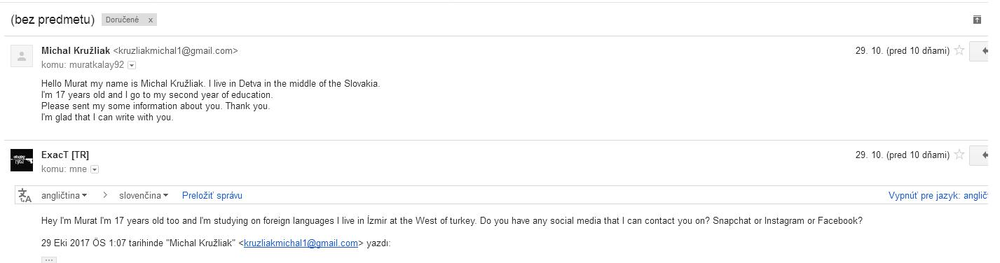 (bez predmetu) Doručené x
Michal Kružliak <kruzliakmichal1@gmail.com> 29. 10. (pred 10 dňami)
komu: muratkalay92
Hello Murat my name is Michal Kružliak. I live in Detva in the middle of the Slovakia.
I'm 17 years old and I go to my second year of education.
Please sent my some information about you. Thank you.
I'm glad that I can write with you.
ExacT [TR] 29. 10. (pred 10 dňami)
komu: mne
angličtina > slovenčina Preložiť správu Vypnúť pre jazyk: anglič
Hey I'm Murat I'm 17 years old too and I'm studying on foreign languages I live in İzmir at the West of turkey. Do you have any social media that I can contact you on? Snapchat or Instagram or Facebook?
29 Eki 2017 ÖS 1:07 tarihinde "Michal Kružliak" <kruzliakmichal1@gmail.com> yazdı: